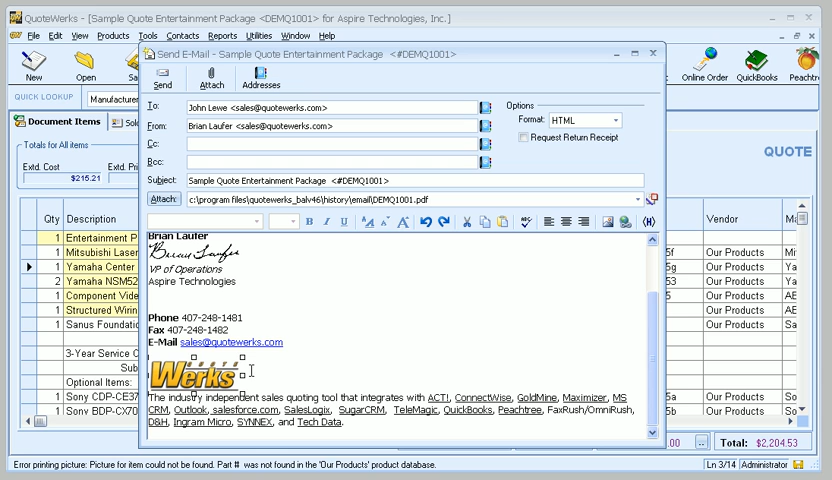 QuoteWerks - [Sample Quote Entertainment Package <DEMQ1001> for Aspire Technologies, Inc.]
File Edit View Products Tools Contacts Reports Utilities Window Help
New Open
Online Order QuickBooks Peachtre
QUICK LOOKUP Manufacturer
Document Items
Totals for All items
Extd. Cost
$215.21
QUOTE
Qty Description Vendor
1 Entertainment P
1 Mitsubishi Laser Our Products
1 Yamaha Center Our Products
2 Yamaha NSM52 Our Products
1 Component Vide Our Products
1 Structured Wirin Our Products
1 Sanus Foundatio Our Products
3-Year Service C
Optional Items:
1 Sony CDP-CE37 Our Products
1 Sony BDP-CX70 Our Products
Send E-Mail - Sample Quote Entertainment Package <#DEMQ1001>
Send Attach Addresses
To: John Lewe <sales@quotewerks.com>
From: Brian Laufer <sales@quotewerks.com>
Cc:
Bcc:
Options
Format: HTML
Request Return Receipt
Subject: Sample Quote Entertainment Package <#DEMQ1001>
Attach: c:\program files\quotewerks_balv46\history\email\DEMQ1001.pdf
B I U
Brian Laufer
Brian Laufer
VP of Operations
Aspire Technologies
Phone 407-248-1481
Fax 407-248-1482
E-Mail sales@quotewerks.com
Werks
The industry independent sales quoting tool that integrates with ACT!, ConnectWise, GoldMine, Maximizer, MS
CRM, Outlook, salesforce.com, SalesLogix, SugarCRM, TeleMagic, QuickBooks, Peachtree, FaxRush/OmniRush,
D&H, Ingram Micro, SYNNEX, and Tech Data.
Total: $2,204.53
Error printing picture: Picture for item could not be found. Part # was not found in the 'Our Products' product database.
Ln 3/14 Administrator